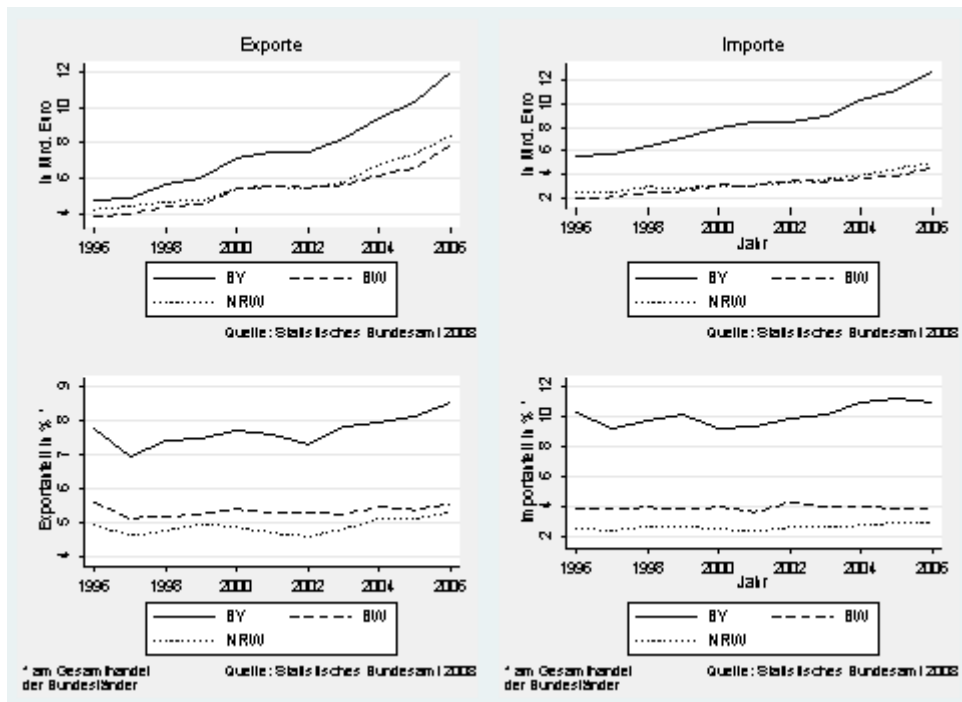 Exporte
In Mrd. Euro
12
10
8
6
4
1996 1998 2000 2002 2004 2006
BY BW
NRW
Quelle: Statistisches Bundesamt 2008
Importe
In Mrd. Euro
12
10
8
6
4
2
1996 1998 2000 2002 2004 2006
Jahr
BY BW
NRW
Quelle: Statistisches Bundesamt 2008
Exportanteil in % *
9
8
7
6
5
4
1996 1998 2000 2002 2004 2006
BY BW
NRW
* am Gesamthandel
der Bundesländer
Quelle: Statistisches Bundesamt 2008
Importanteil in % *
12
10
8
6
4
2
1996 1998 2000 2002 2004 2006
Jahr
BY BW
NRW
* am Gesamthandel
der Bundesländer
Quelle: Statistisches Bundesamt 2008